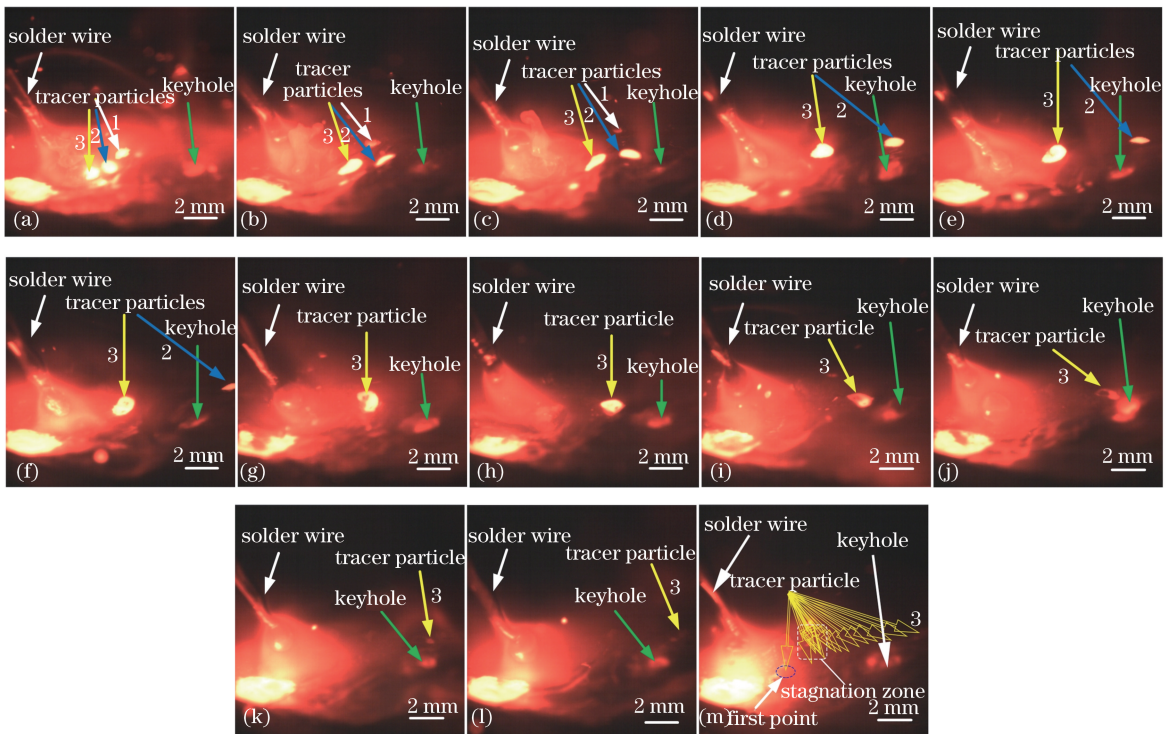 solder wire
keyhole
tracer particles
1
2
3
2 mm
(a)
solder wire
tracer
particles
keyhole
1
3
2
2 mm
(b)
solder wire
tracer particles
keyhole
1
3
2
2 mm
(c)
solder wire
tracer particles
keyhole
3
2
2 mm
(d)
solder wire
tracer particles
keyhole
2
3
2 mm
(e)
solder wire
tracer particles
keyhole
3
2
2 mm
(f)
solder wire
tracer particle
3
keyhole
2 mm
(g)
solder wire
tracer particle
3
keyhole
2 mm
(h)
solder wire
keyhole
tracer particle
3
2 mm
(i)
solder wire
keyhole
tracer particle
3
2 mm
(j)
solder wire
tracer particle
keyhole
3
2 mm
(k)
solder wire
tracer particle
3
keyhole
2 mm
(l)
solder wire
keyhole
tracer particle
3
stagnation zone
2 mm
(m)
first point